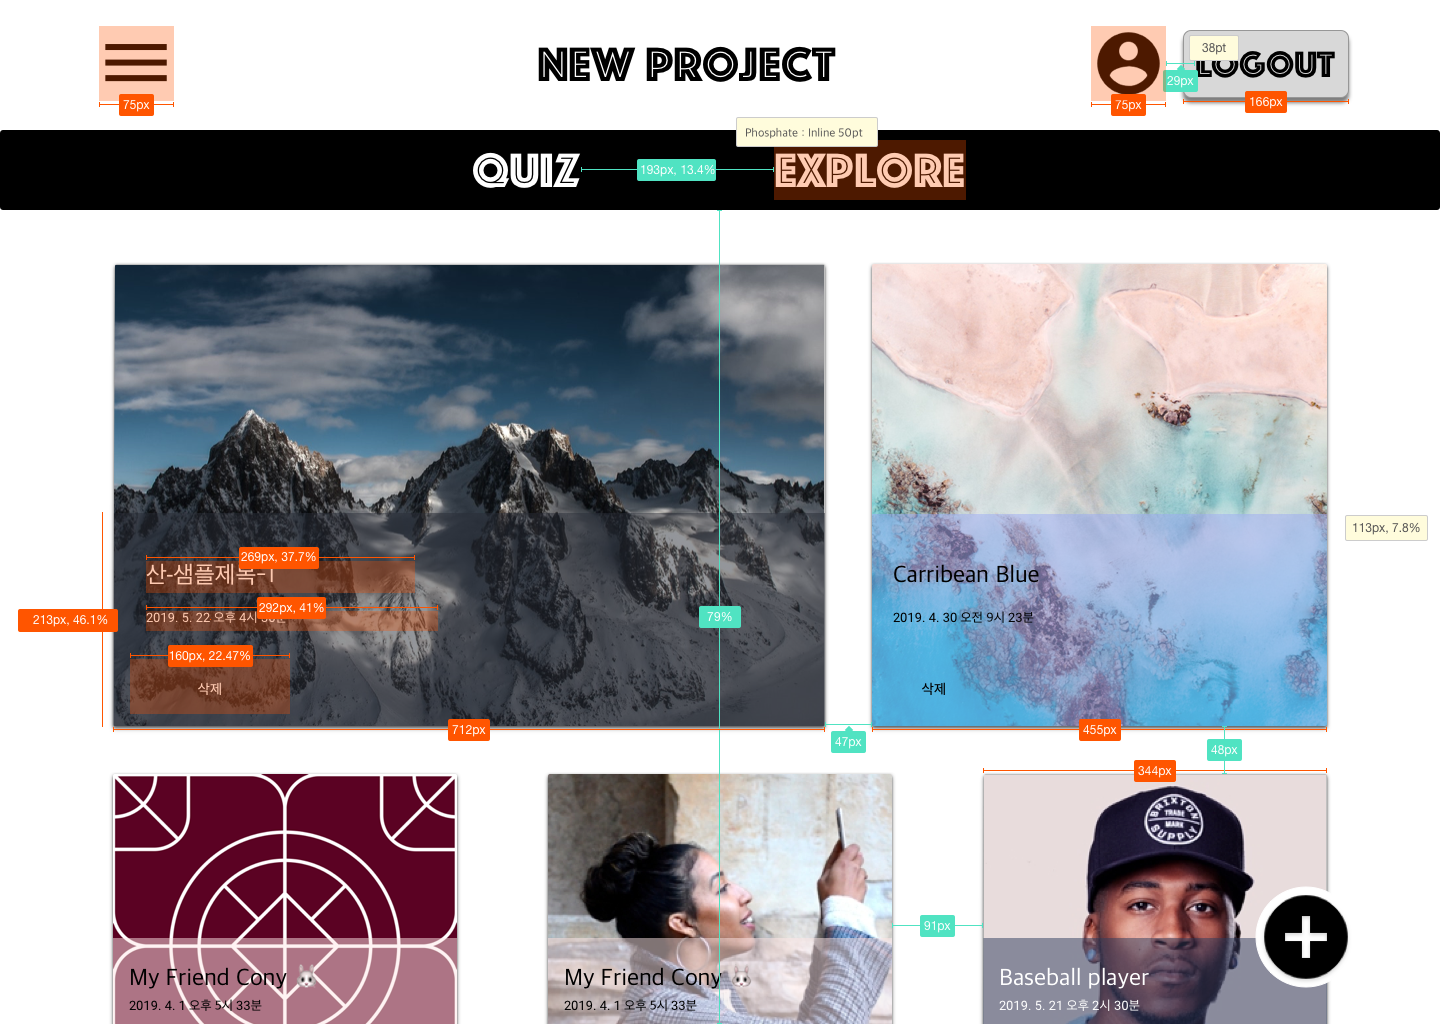 NEW PROJECT
38pt
LOGOUT
29px
75px
75px
166px
Phosphate : Inline 50pt
QUIZ
193px, 13.4%
EXPLORE
BRIXTON
TRADE
MARK
SUPPLY
113px, 7.8%
269px, 37.7%
산-샘플제목-1
Carribean Blue
292px, 41%
2019. 5. 22 오후 4시
79%
2019. 4. 30 오전 9시 23분
213px, 46.1%
160px, 22.47%
삭제
삭제
712px
47px
455px
48px
344px
91px
My Friend Cony 🐰
My Friend Cony 🐰
Baseball player
2019. 4. 1 오후 5시 33분
2019. 4. 1 오후 5시 33분
2019. 5. 21 오후 2시 30분